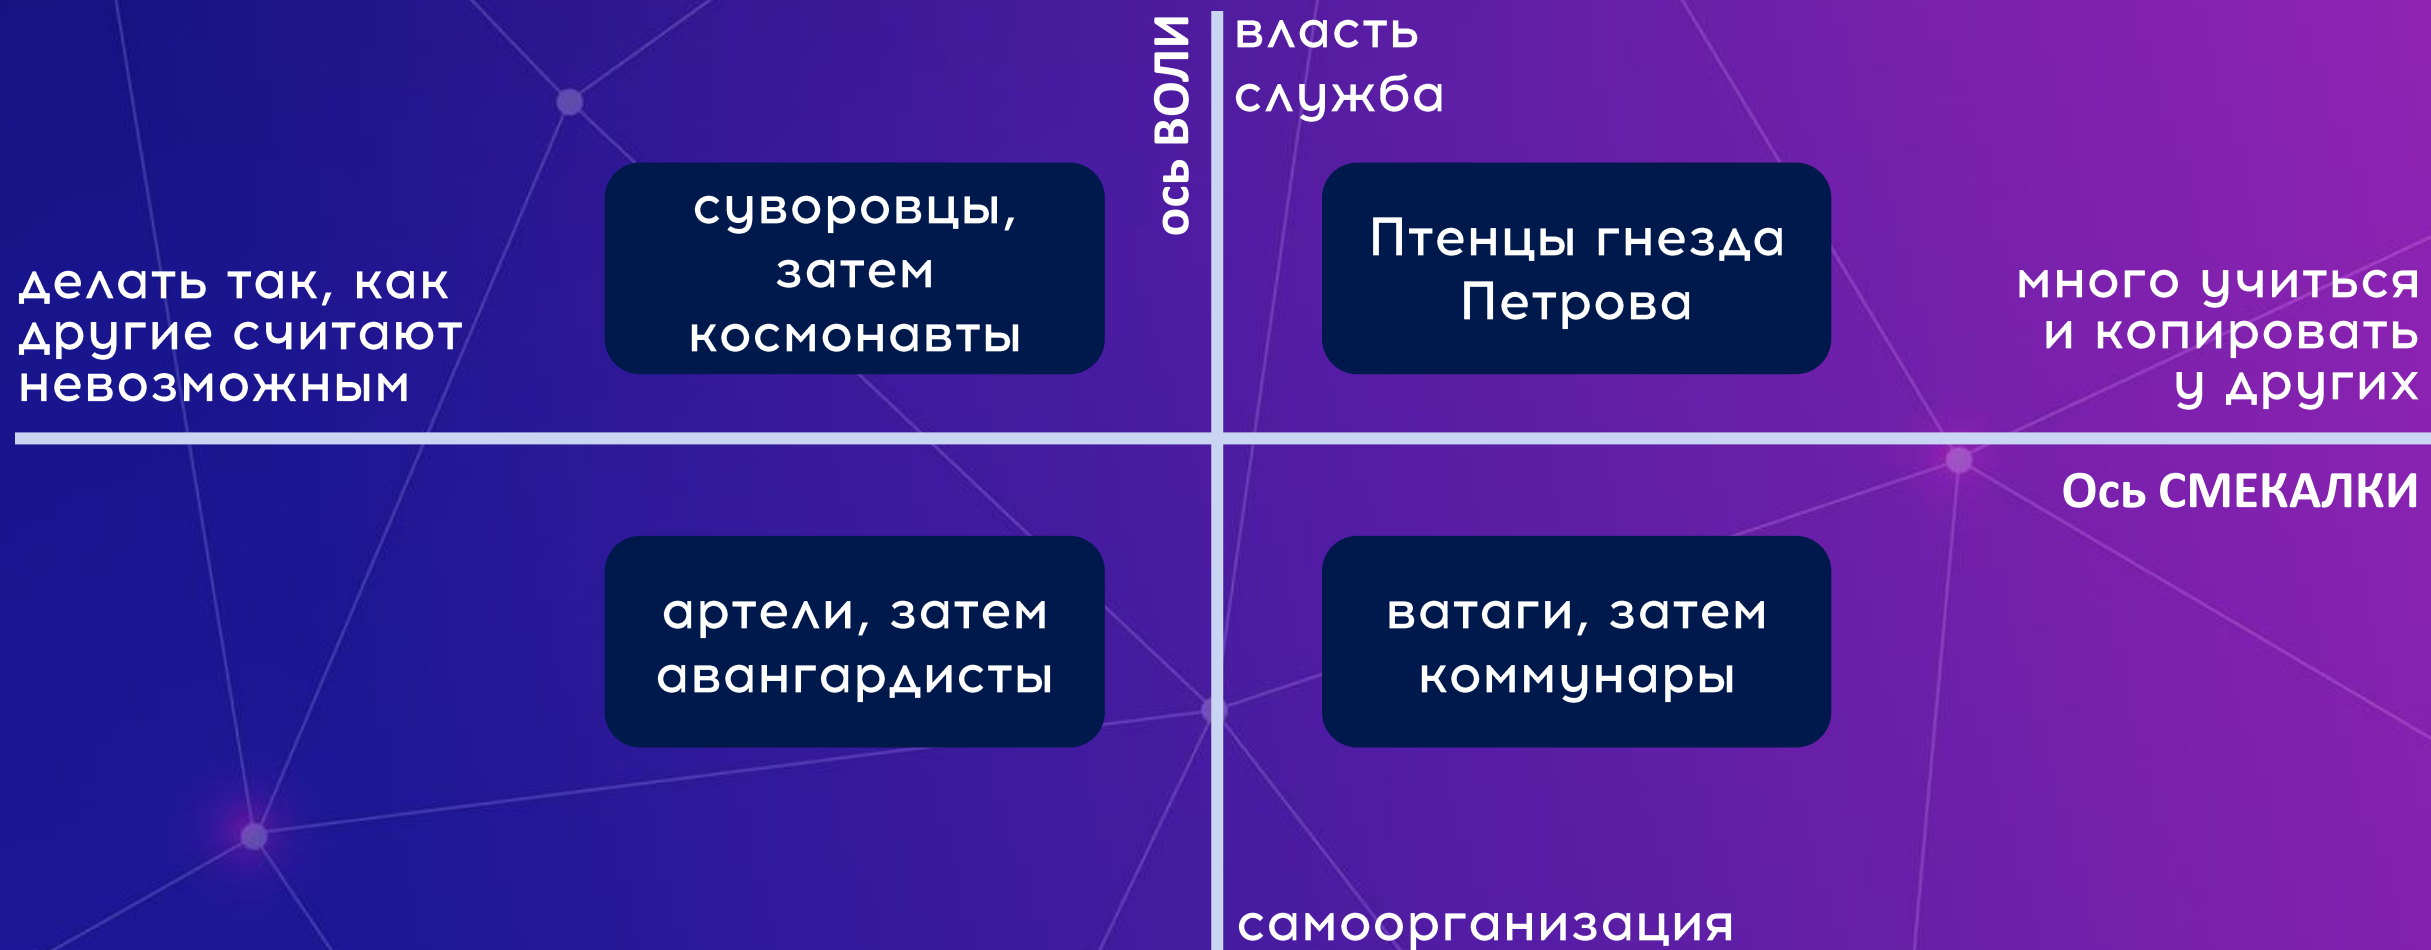 ось ВОЛИ
власть
служба
суворовцы,
затем
космонавты
Птенцы гнезда
Петрова
делать так, как
другие считают
невозможным
много учиться
и копировать
у других
Ось СМЕКАЛКИ
артели, затем
авангардисты
ватаги, затем
коммунары
самоорганизация